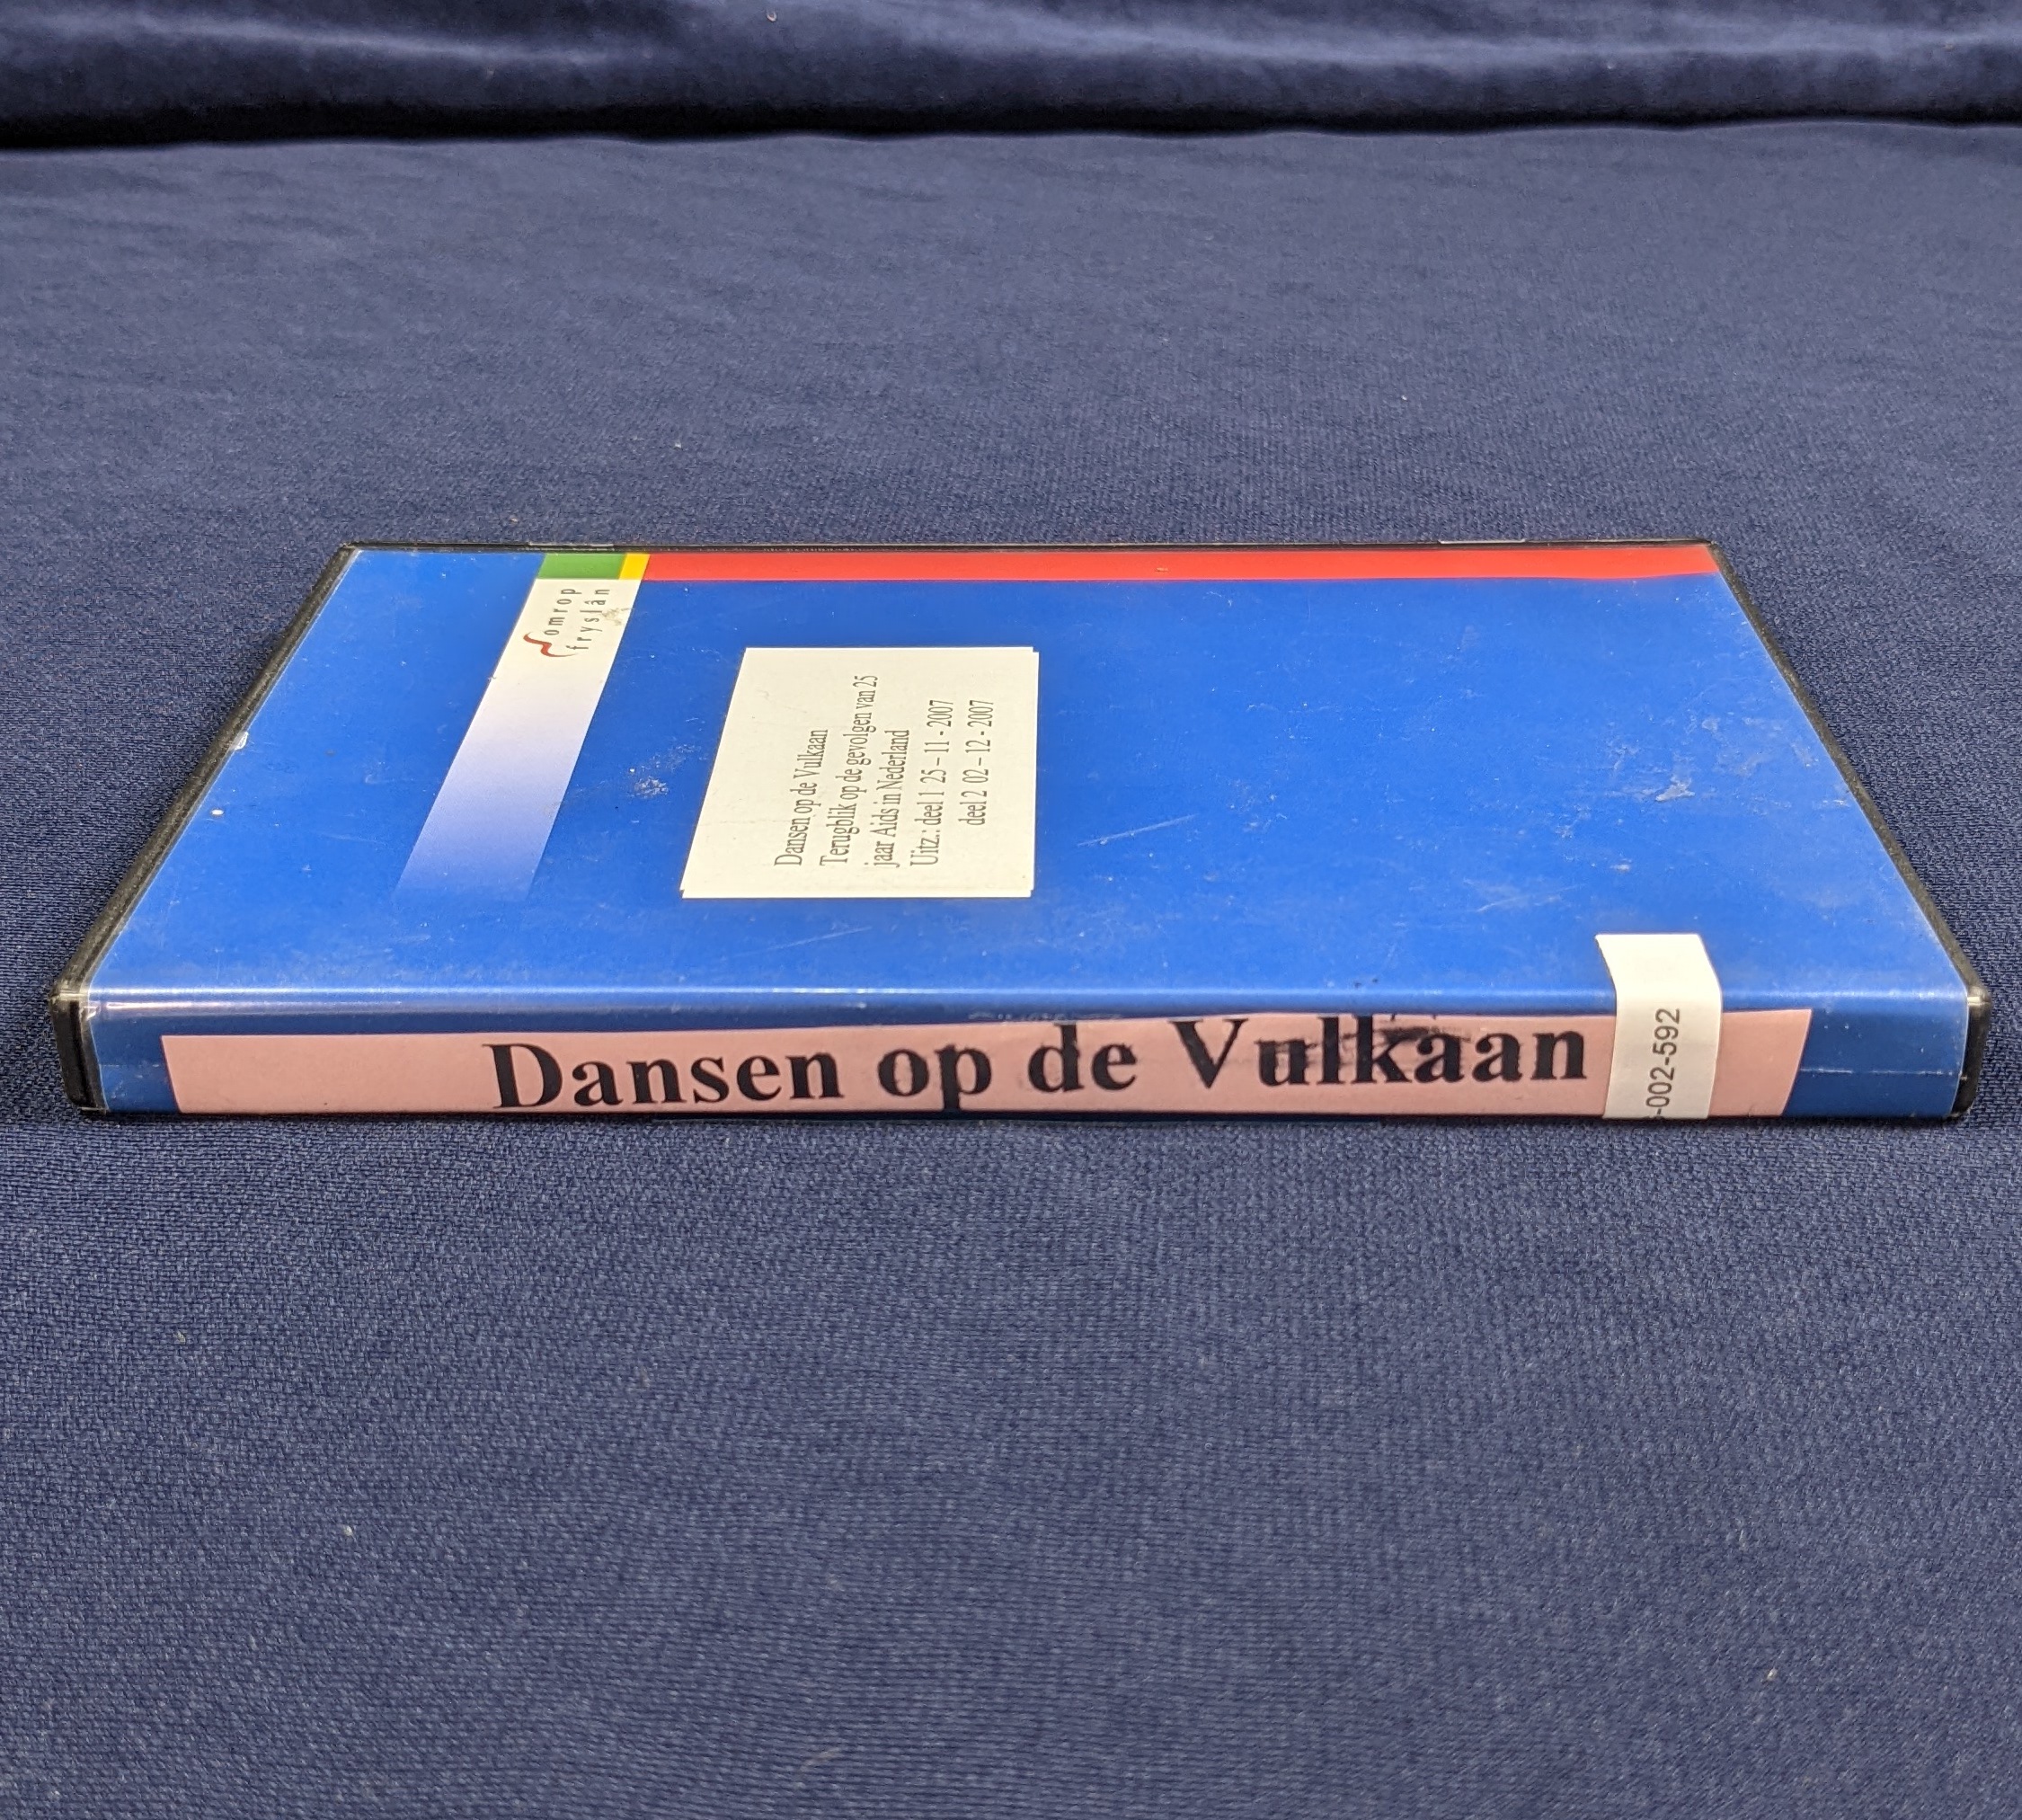 omrop
fryslân
Dansen op de Vulkaan
Terugblik op de gevolgen van 25
jaar Aids in Nederland
Uitz.: deel 1 25 – 11 - 2007
deel 2 02 – 12 - 2007
Dansen op de Vulkaan
-002-592